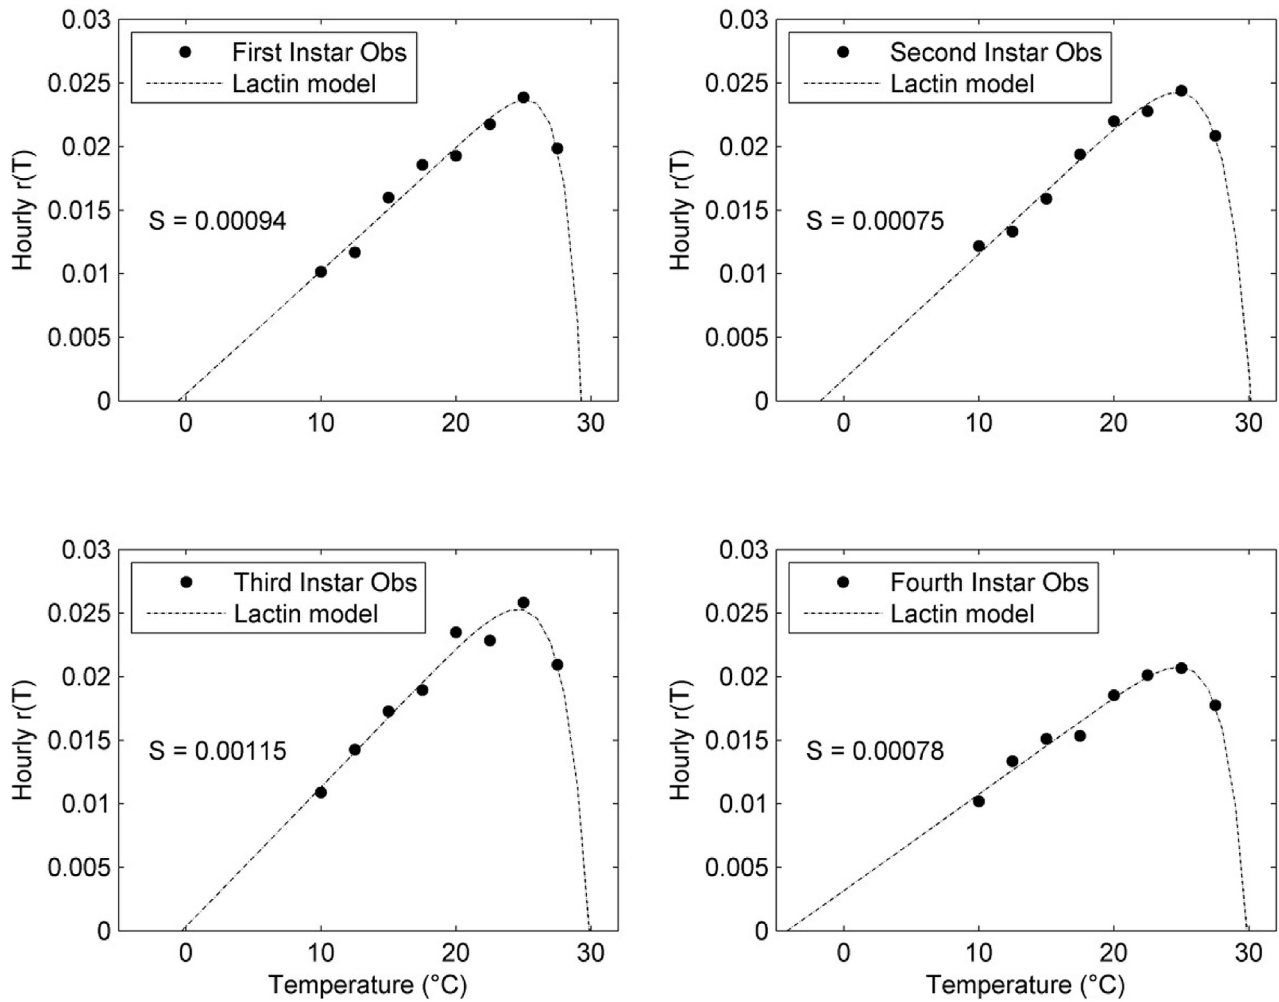 0.03
0.025
0.02
0.015
0.01
0.005
0
Hourly r(T)
First Instar Obs
Lactin model
S = 0.00094
0 10 20 30
0.03
0.025
0.02
0.015
0.01
0.005
0
Hourly r(T)
Second Instar Obs
Lactin model
S = 0.00075
0 10 20 30
0.03
0.025
0.02
0.015
0.01
0.005
0
Hourly r(T)
Third Instar Obs
Lactin model
S = 0.00115
0 10 20 30
Temperature (°C)
0.03
0.025
0.02
0.015
0.01
0.005
0
Hourly r(T)
Fourth Instar Obs
Lactin model
S = 0.00078
0 10 20 30
Temperature (°C)